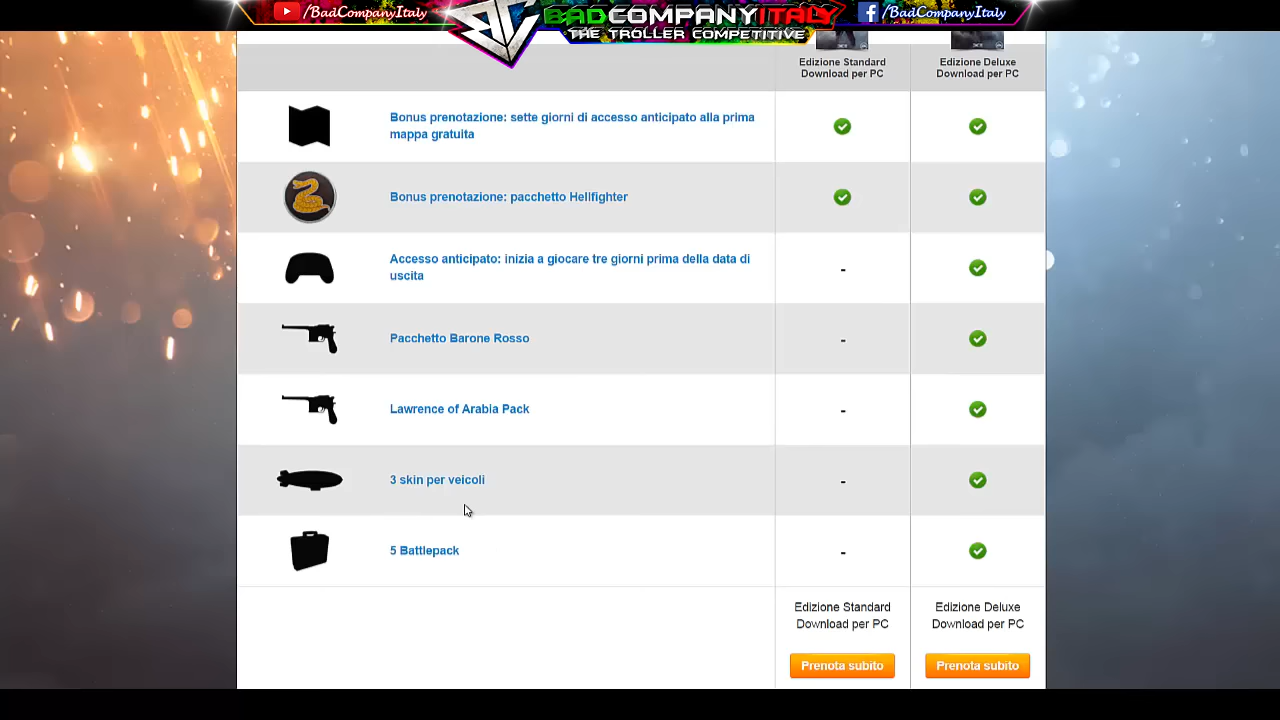 /BadCompanyItaly
BADCOMPANYITALY
THE TROLLER COMPETITIVE
/BadCompanyItaly
Edizione Standard
Download per PC
Edizione Deluxe
Download per PC
Bonus prenotazione: sette giorni di accesso anticipato alla prima
mappa gratuita
Bonus prenotazione: pacchetto Hellfighter
Accesso anticipato: inizia a giocare tre giorni prima della data di
uscita
-
Pacchetto Barone Rosso
-
Lawrence of Arabia Pack
-
3 skin per veicoli
-
5 Battlepack
-
Edizione Standard
Download per PC
Edizione Deluxe
Download per PC
Prenota subito
Prenota subito